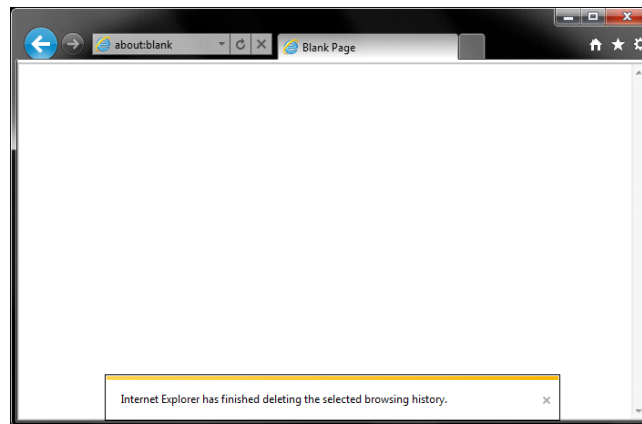 about:blank
Blank Page
Internet Explorer has finished deleting the selected browsing history.